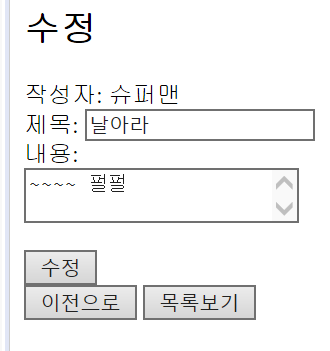 수정
작성자: 슈퍼맨
제목: 날아라
내용:
~~~~ 펄펄
수정
이전으로 목록보기